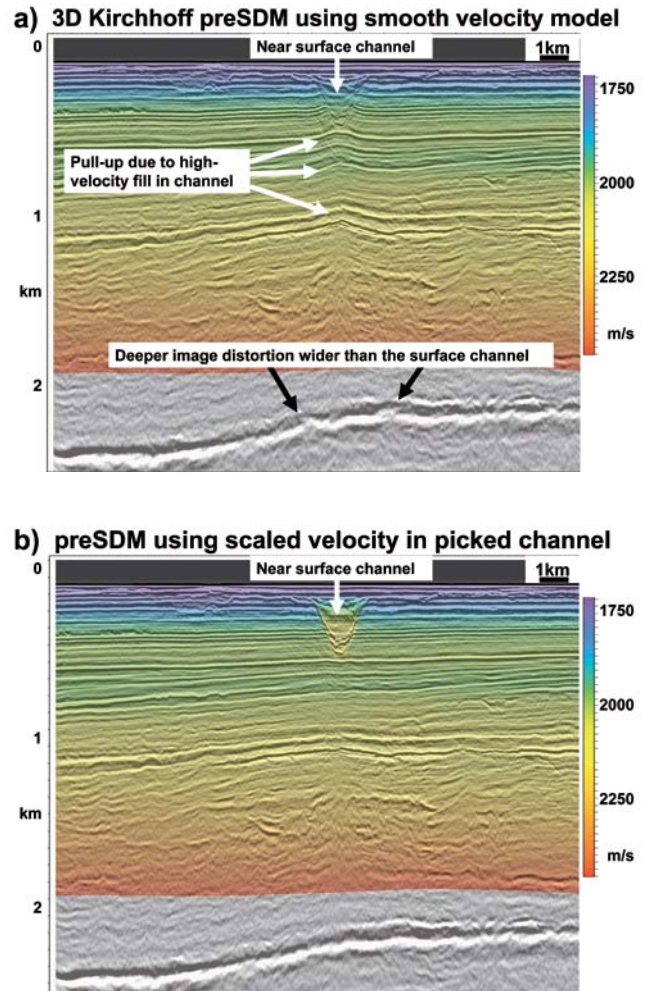 a) 3D Kirchhoff preSDM using smooth velocity model
0
Near surface channel
1km
1750
Pull-up due to high-
velocity fill in channel
2000
1
2250
km
m/s
Deeper image distortion wider than the surface channel
2
b) preSDM using scaled velocity in picked channel
0
Near surface channel
1km
1750
2000
1
2250
km
m/s
2